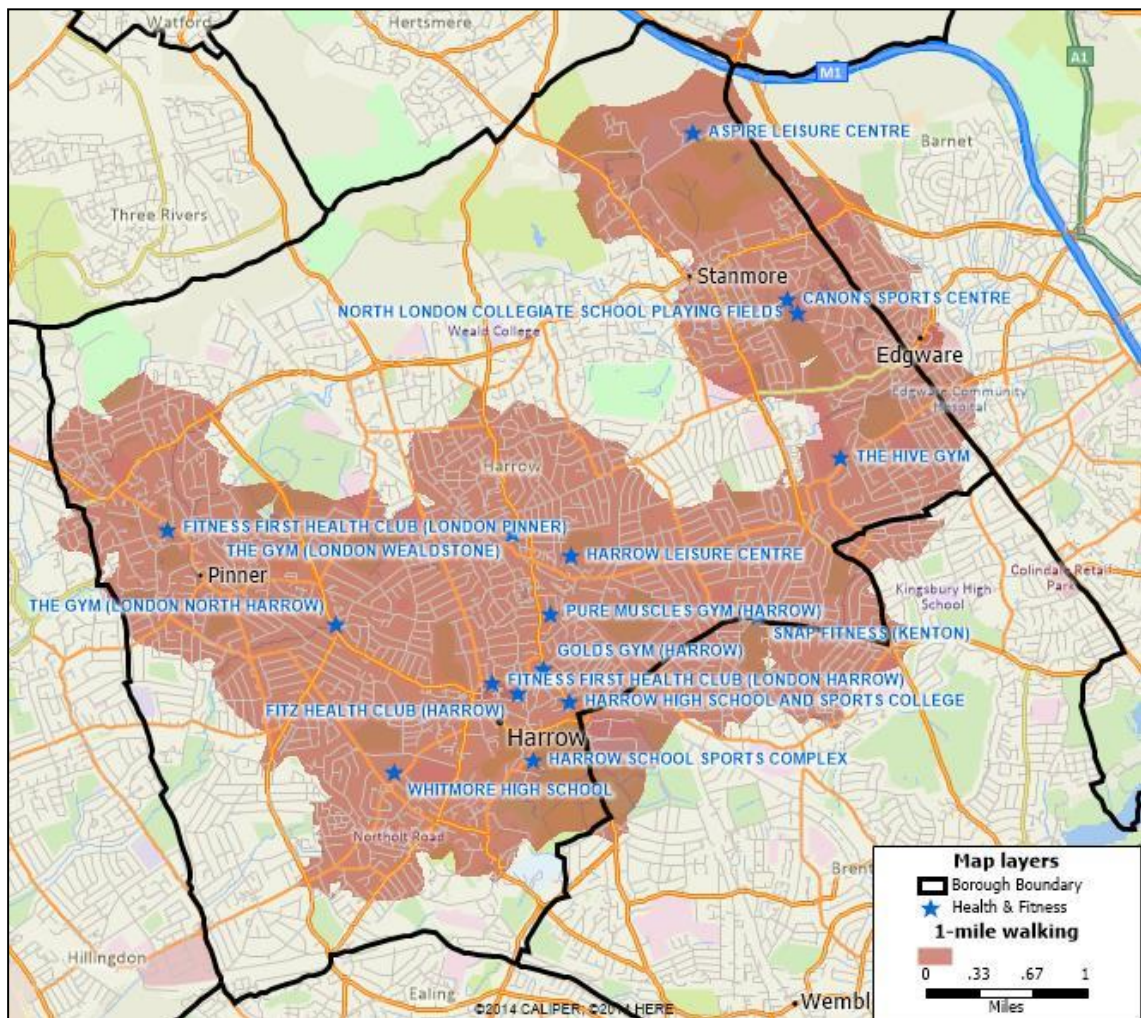 Watford
Hertsmere
M1
A1
ASPIRE LEISURE CENTRE
Barnet
Three Rivers
Stanmore
CANONS SPORTS CENTRE
NORTH LONDON COLLEGIATE SCHOOL PLAYING FIELDS
Weald College
Edgware
Edgware Community
Hospital
THE HIVE GYM
Harrow
FITNESS FIRST HEALTH CLUB (LONDON PINNER)
THE GYM (LONDON WEALDSTONE)
HARROW LEISURE CENTRE
Pinner
Colindale Retail
Park
Kingsbury High
School
THE GYM (LONDON NORTH HARROW)
PURE MUSCLES GYM (HARROW)
SNAP FITNESS (KENTON)
GOLDS GYM (HARROW)
FITNESS FIRST HEALTH CLUB (LONDON HARROW)
HARROW HIGH SCHOOL AND SPORTS COLLEGE
FITZ HEALTH CLUB (HARROW)
Harrow
HARROW SCHOOL SPORTS COMPLEX
WHITMORE HIGH SCHOOL
Northolt Road
Brent
Hillingdon
Ealing
Wembl
©2014 CALIPER; ©2014 HERE
Map layers
Borough Boundary
Health & Fitness
1-mile walking
0 .33 .67 1
Miles